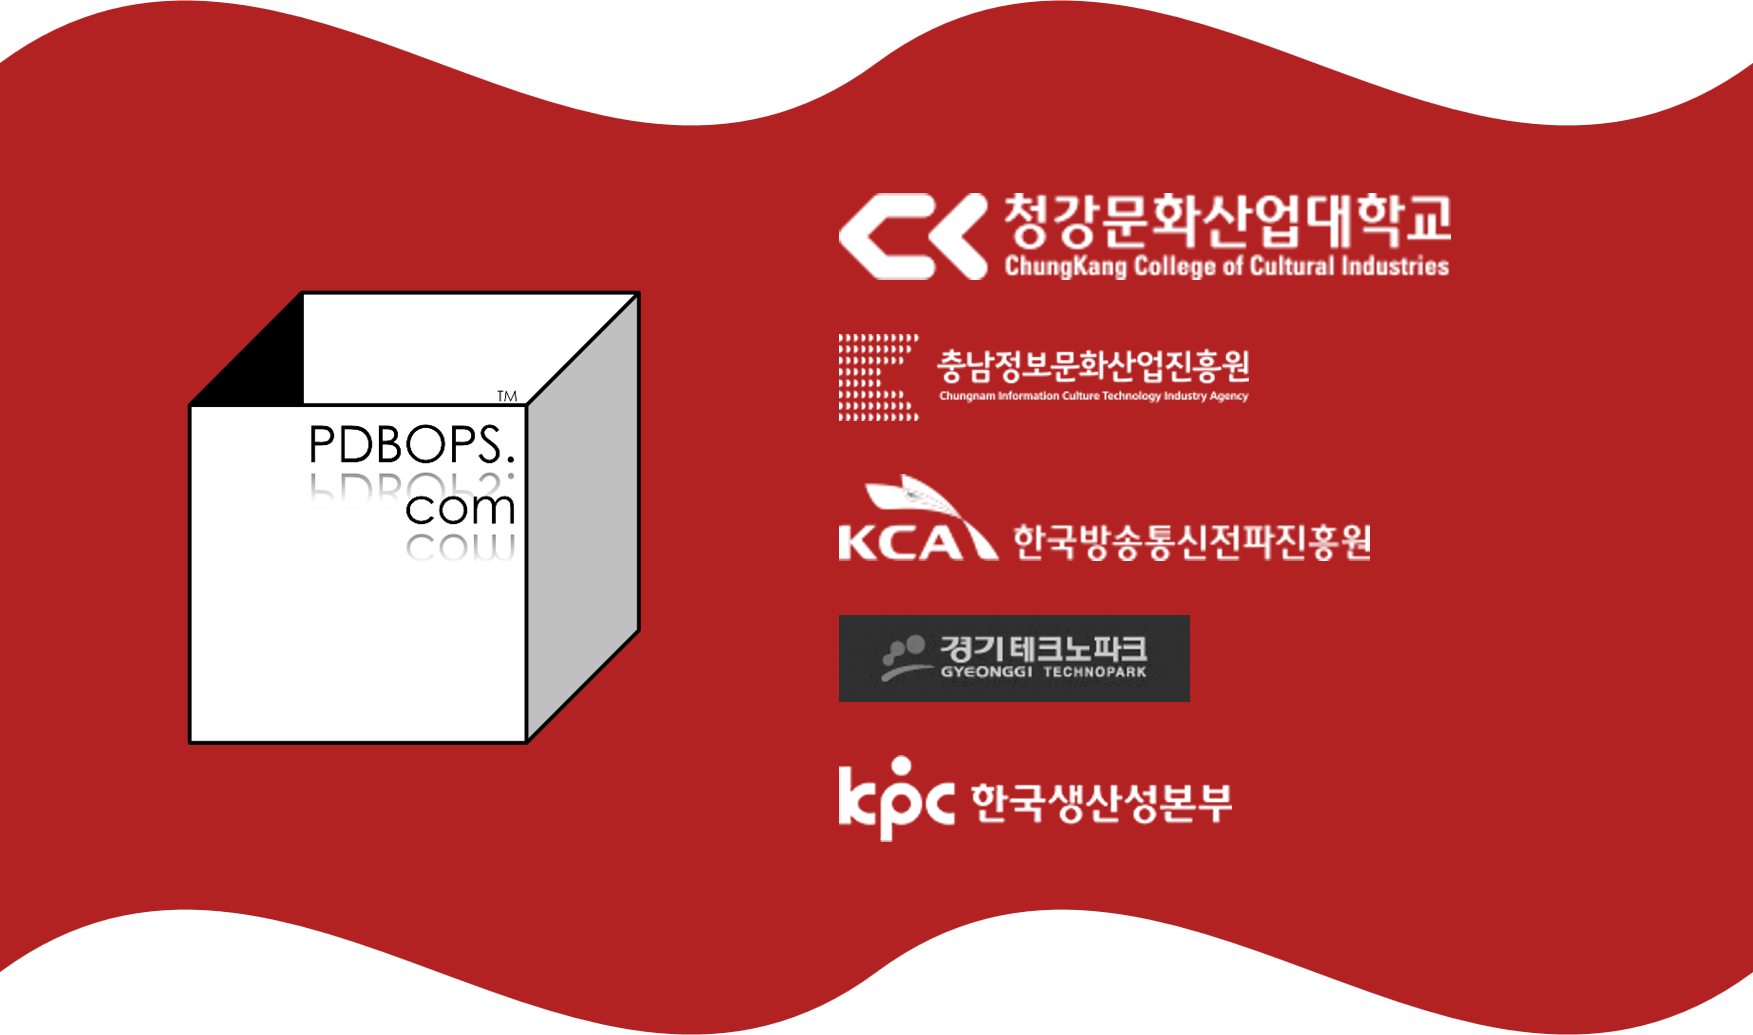 TM
PDBOPS.
com
청강문화산업대학교
ChungKang College of Cultural Industries
충남정보문화산업진흥원
Chungnam Information Culture Technology Industry Agency
KCA 한국방송통신전파진흥원
경기테크노파크
GYEONGGI TECHNOPARK
kpc 한국생산성본부